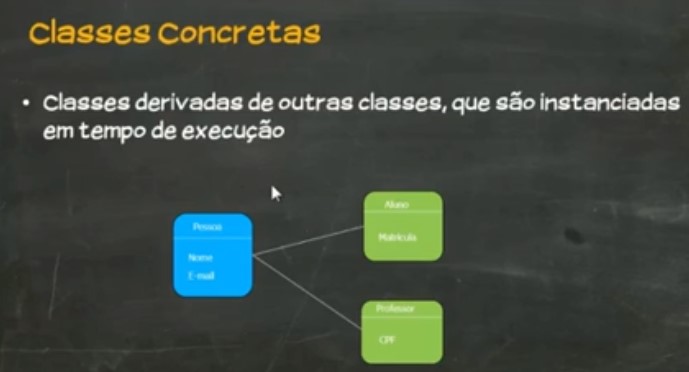 Classes Concretas
• Classes derivadas de outras classes, que são instanciadas
em tempo de execução
Pessoa
Nome
E-mail
Aluno
Matrícula
Professor
CPF